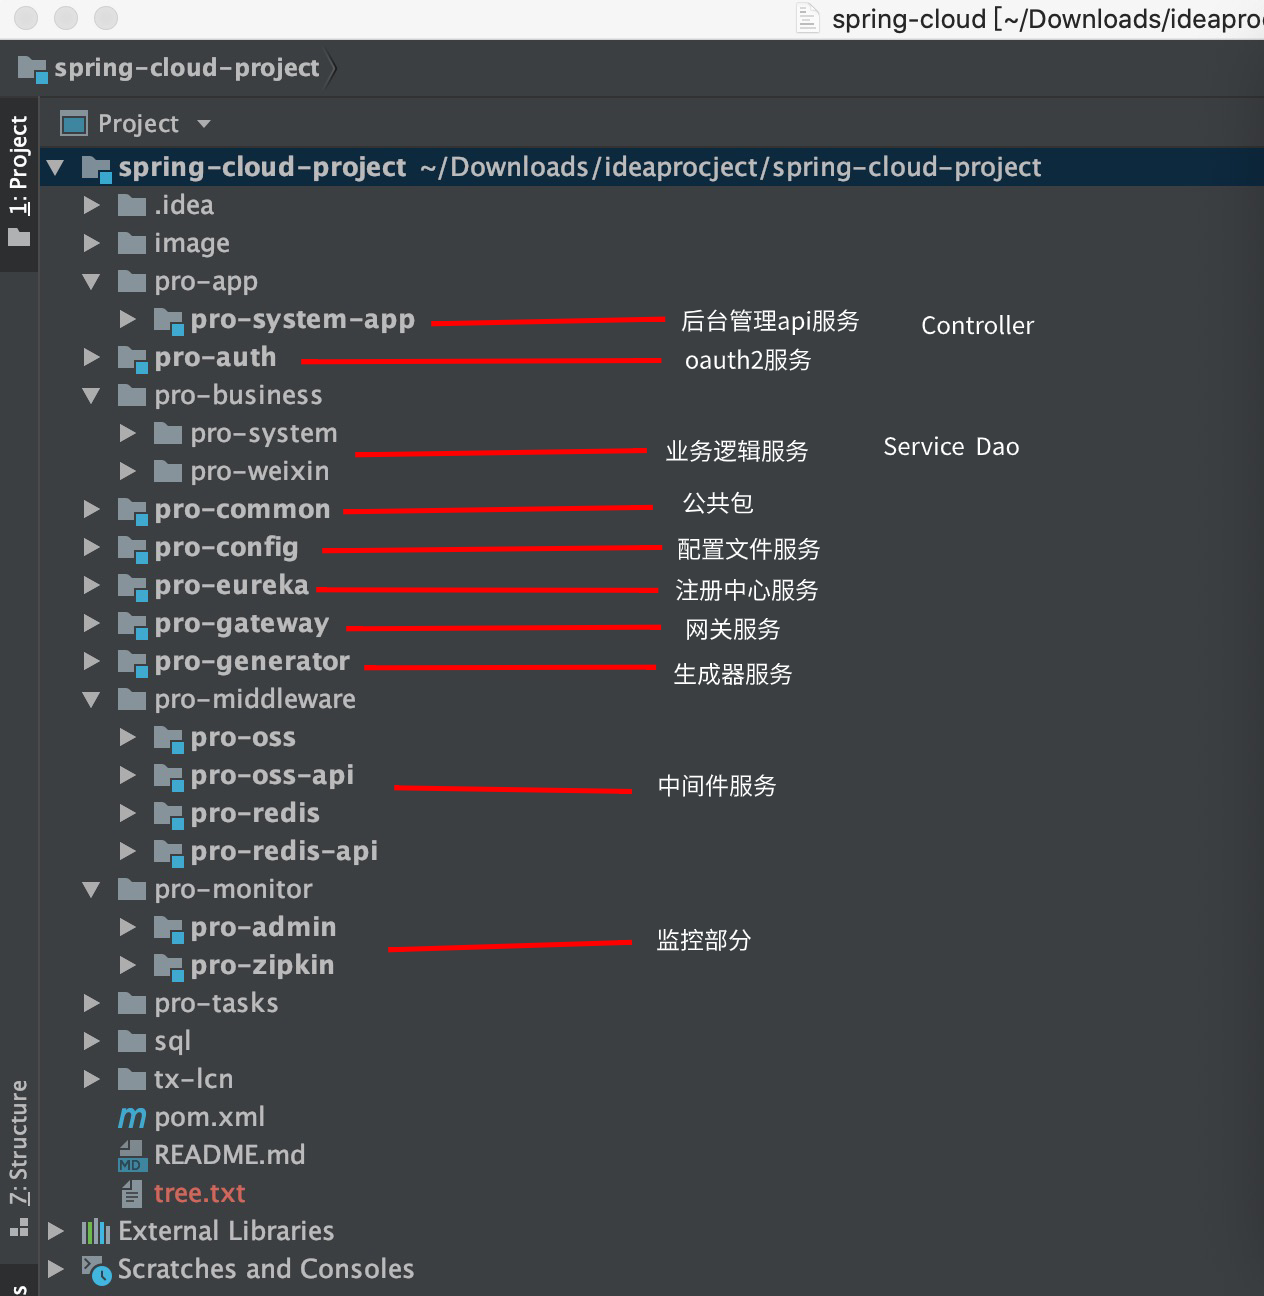 spring-cloud [~/Downloads/ideapro
spring-cloud-project
1: Project
Project
spring-cloud-project ~/Downloads/ideaprocject/spring-cloud-project
.idea
image
pro-app
pro-system-app 后台管理api服务 Controller
pro-auth oauth2服务
pro-business
pro-system
业务逻辑服务 Service Dao
pro-weixin
pro-common 公共包
pro-config 配置文件服务
pro-eureka 注册中心服务
pro-gateway 网关服务
pro-generator 生成器服务
pro-middleware
pro-oss
pro-oss-api 中间件服务
pro-redis
pro-redis-api
pro-monitor
pro-admin 监控部分
pro-zipkin
pro-tasks
sql
tx-lcn
pom.xml
README.md
tree.txt
7: Structure
External Libraries
Scratches and Consoles